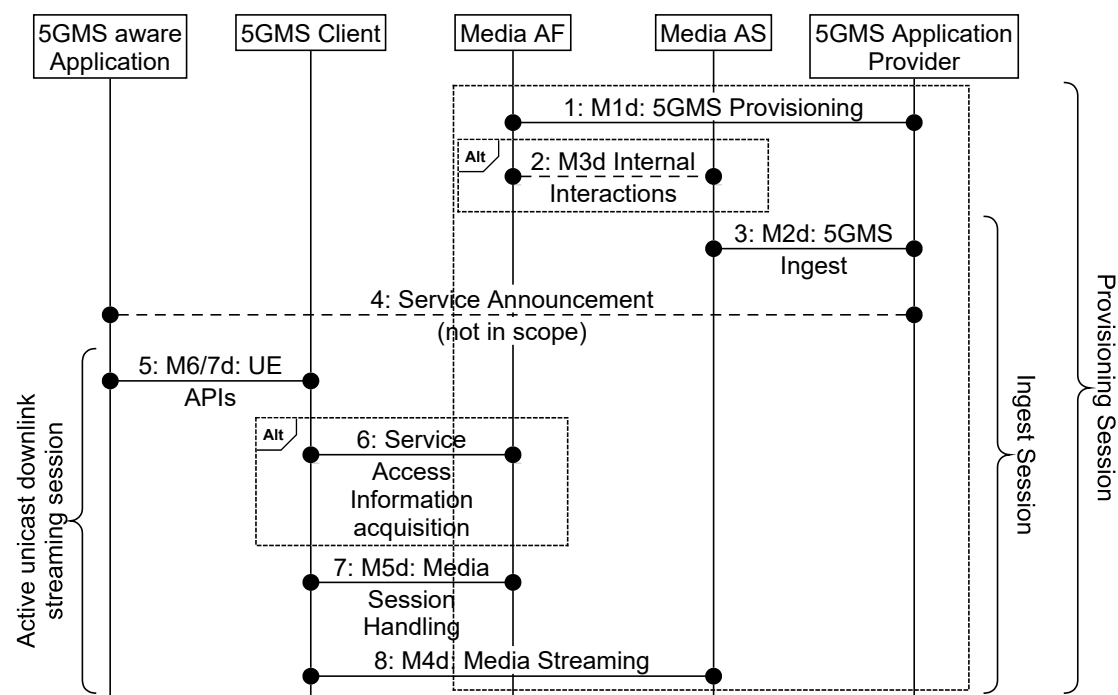 5GMS aware
Application
5GMS Client
Media AF
Media AS
5GMS Application
Provider
1: M1d: 5GMS Provisioning
Alt
2: M3d Internal
Interactions
3: M2d: 5GMS
Ingest
4: Service Announcement
(not in scope)
5: M6/7d: UE
APIs
Alt
6: Service
Access
Information
acquisition
7: M5d: Media
Session
Handling
8: M4d: Media Streaming
Active unicast downlink
streaming session
Ingest Session
Provisioning Session